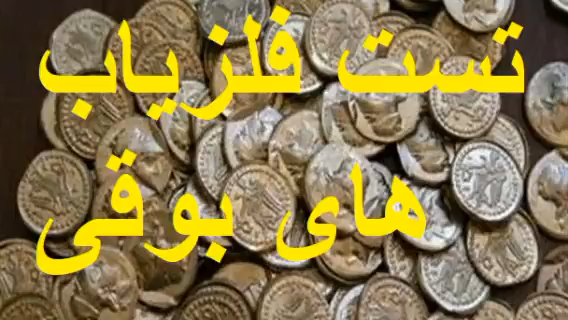 تست فلزیاب
های بوقی